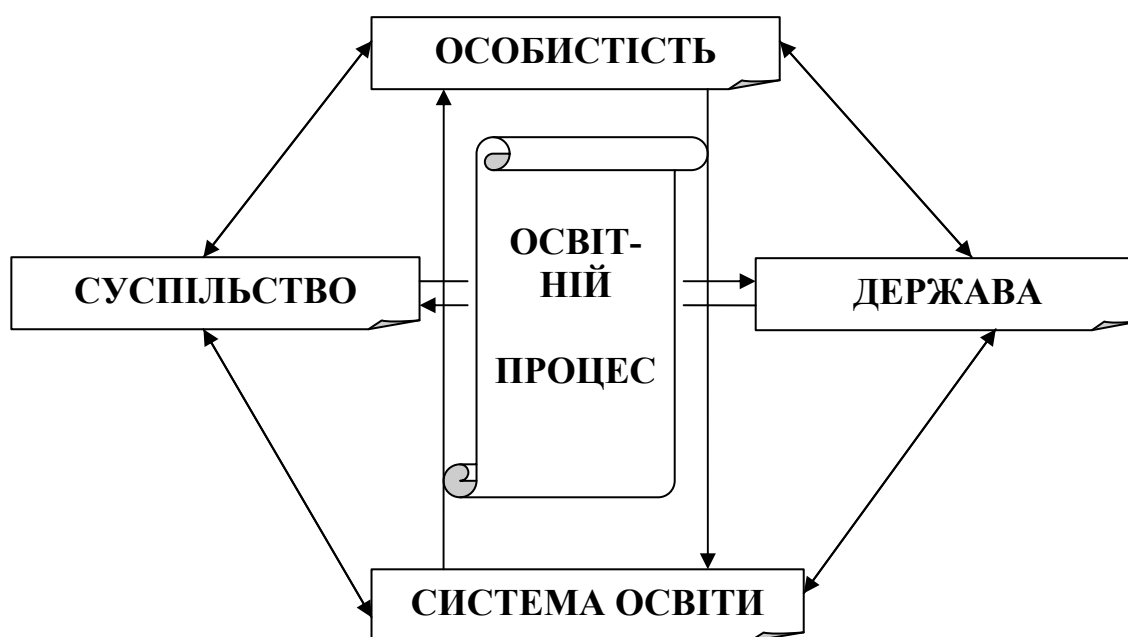 ОСОБИСТІСТЬ
ОСВІТ-
НІЙ
ПРОЦЕС
СУСПІЛЬСТВО
ДЕРЖАВА
СИСТЕМА ОСВІТИ